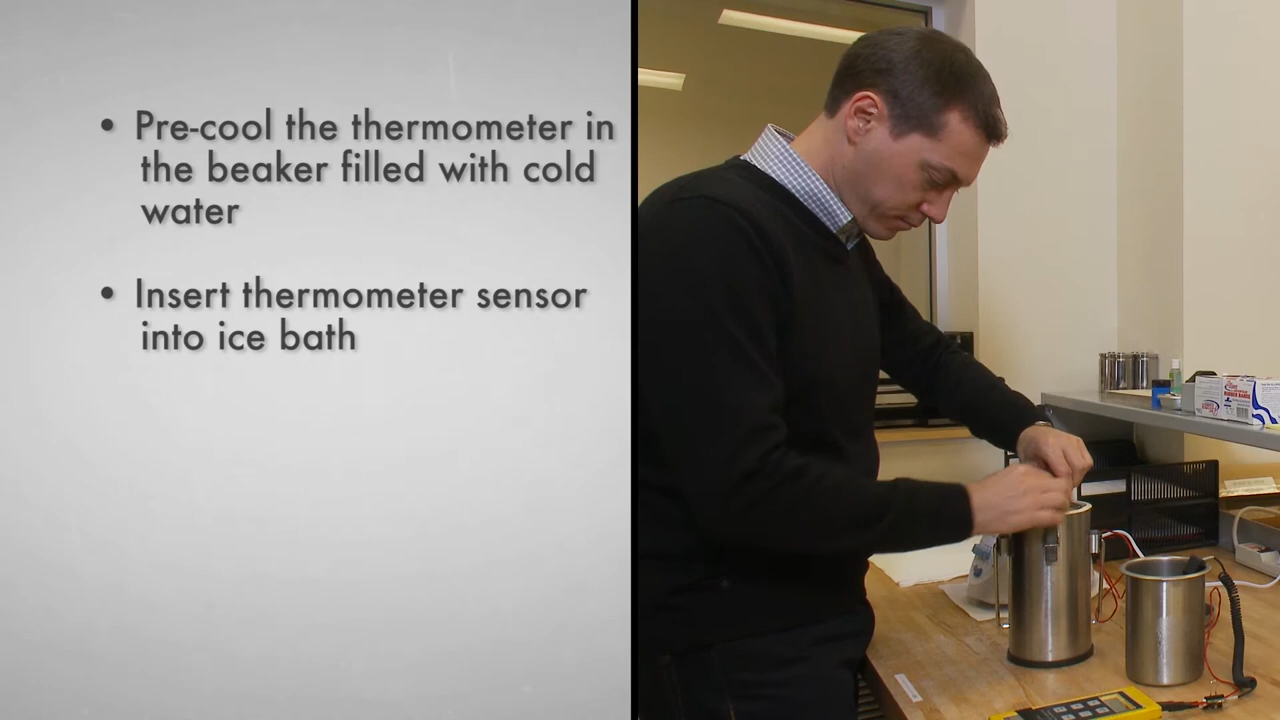 • Pre-cool the thermometer in
the beaker filled with cold
water
• Insert thermometer sensor
into ice bath